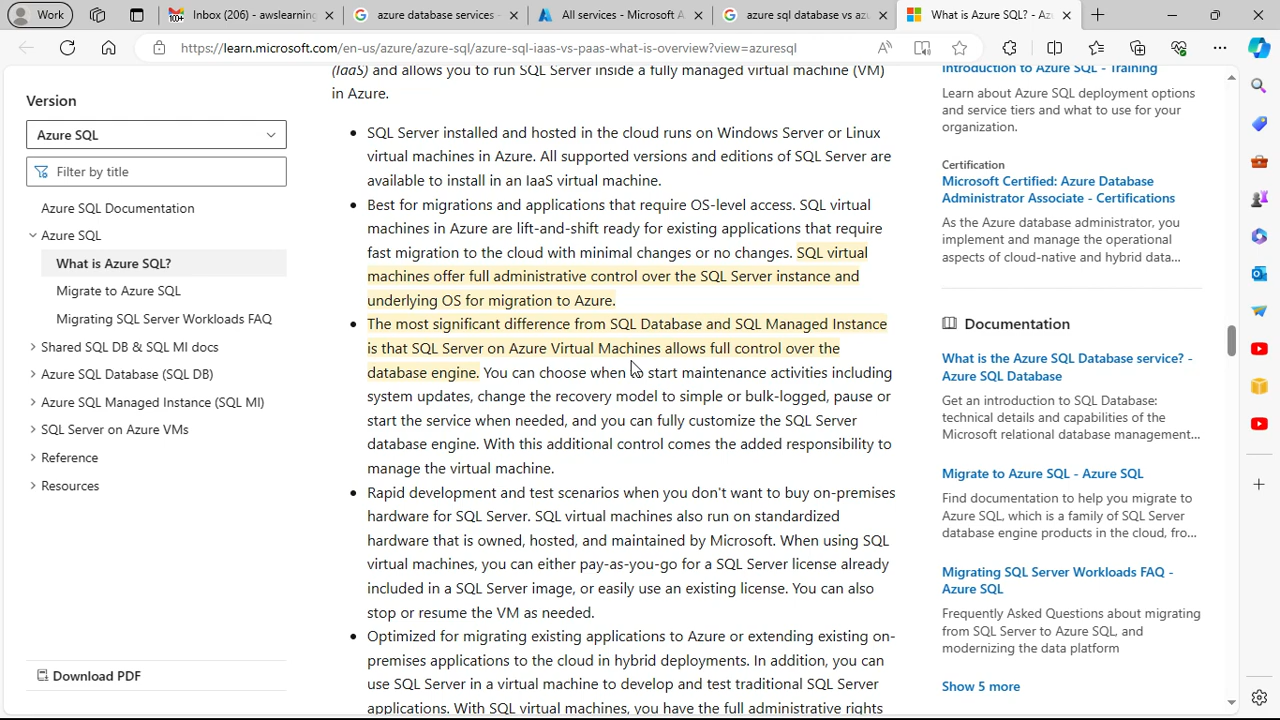 Work
Inbox (206) - awslearning
azure database services -
All services - Microsoft A
azure sql database vs az
What is Azure SQL? - Az
https://learn.microsoft.com/en-us/azure/azure-sql/azure-sql-iaas-vs-paas-what-is-overview?view=azuresql
Version
Azure SQL
Filter by title
Azure SQL Documentation
Azure SQL
What is Azure SQL?
Migrate to Azure SQL
Migrating SQL Server Workloads FAQ
Shared SQL DB & SQL MI docs
Azure SQL Database (SQL DB)
Azure SQL Managed Instance (SQL MI)
SQL Server on Azure VMs
Reference
Resources
Download PDF
(IaaS) and allows you to run SQL Server inside a fully managed virtual machine (VM)
in Azure.
• SQL Server installed and hosted in the cloud runs on Windows Server or Linux
virtual machines in Azure. All supported versions and editions of SQL Server are
available to install in an IaaS virtual machine.
• Best for migrations and applications that require OS-level access. SQL virtual
machines in Azure are lift-and-shift ready for existing applications that require
fast migration to the cloud with minimal changes or no changes. SQL virtual
machines offer full administrative control over the SQL Server instance and
underlying OS for migration to Azure.
• The most significant difference from SQL Database and SQL Managed Instance
is that SQL Server on Azure Virtual Machines allows full control over the
database engine. You can choose when to start maintenance activities including
system updates, change the recovery model to simple or bulk-logged, pause or
start the service when needed, and you can fully customize the SQL Server
database engine. With this additional control comes the added responsibility to
manage the virtual machine.
• Rapid development and test scenarios when you don't want to buy on-premises
hardware for SQL Server. SQL virtual machines also run on standardized
hardware that is owned, hosted, and maintained by Microsoft. When using SQL
virtual machines, you can either pay-as-you-go for a SQL Server license already
included in a SQL Server image, or easily use an existing license. You can also
stop or resume the VM as needed.
• Optimized for migrating existing applications to Azure or extending existing on-
premises applications to the cloud in hybrid deployments. In addition, you can
use SQL Server in a virtual machine to develop and test traditional SQL Server
applications. With SQL virtual machines, you have the full administrative rights
Introduction to Azure SQL - Training
Learn about Azure SQL deployment options
and service tiers and what to use for your
organization.
Certification
Microsoft Certified: Azure Database
Administrator Associate - Certifications
As the Azure database administrator, you
implement and manage the operational
aspects of cloud-native and hybrid data...
Documentation
What is the Azure SQL Database service? -
Azure SQL Database
Get an introduction to SQL Database:
technical details and capabilities of the
Microsoft relational database management...
Migrate to Azure SQL - Azure SQL
Find documentation to help you migrate to
Azure SQL, which is a family of SQL Server
database engine products in the cloud, fro...
Migrating SQL Server Workloads FAQ -
Azure SQL
Frequently Asked Questions about migrating
from SQL Server to Azure SQL, and
modernizing the data platform
Show 5 more